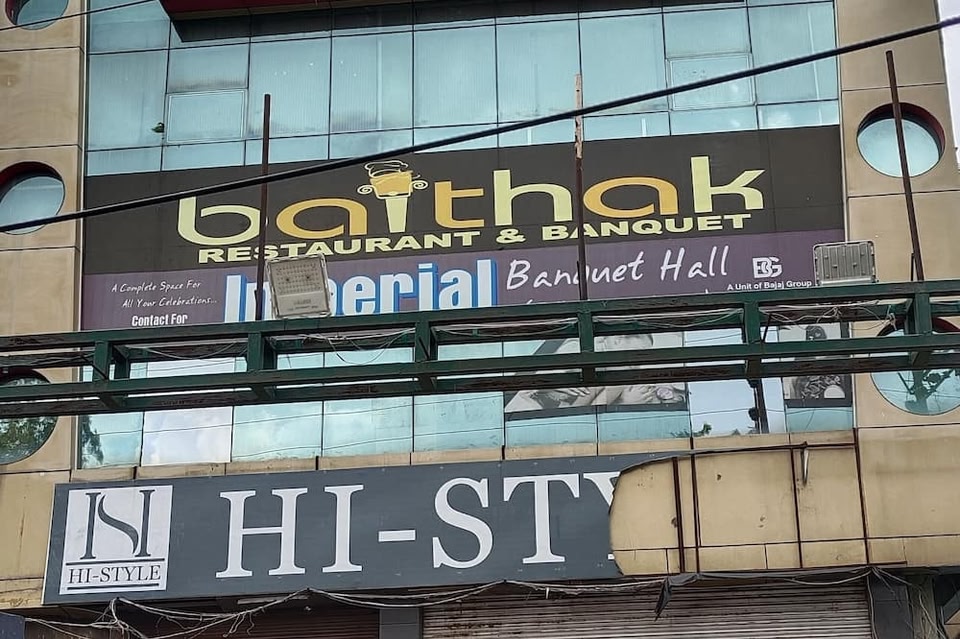 baithak
RESTAURANT & BANQUET
A Complete Space For
All Your Celebrations...
Contact For
Imperial
Banquet Hall
BG
A Unit of Bajaj Group
HI-STY
HI-STYLE